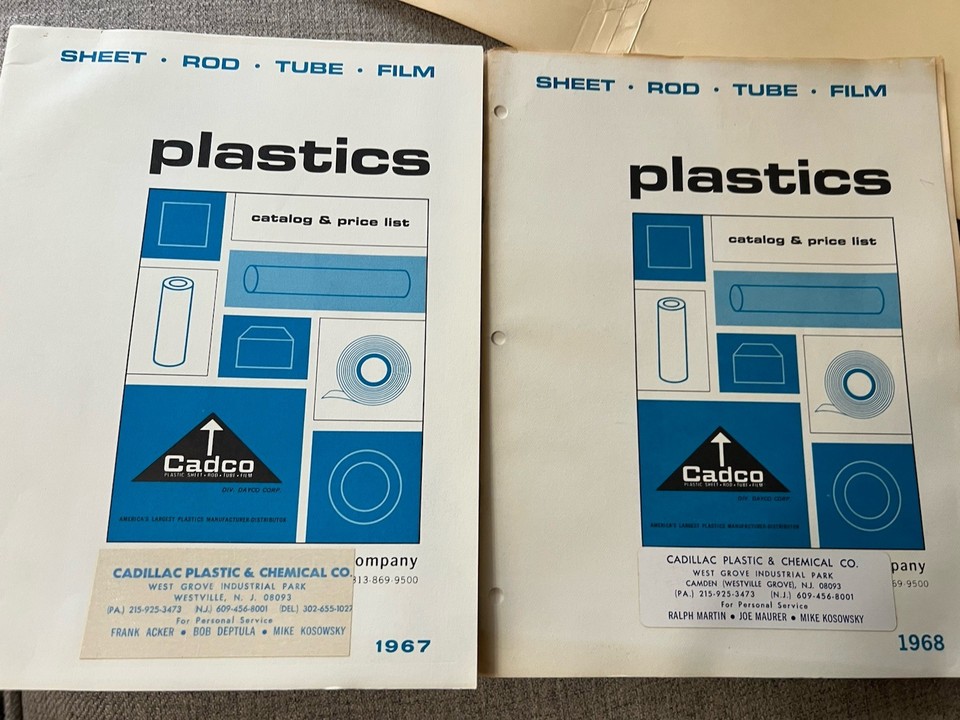 SHEET • ROD • TUBE • FILM
plastics
catalog & price list
Cadco
PLASTIC SHEET • ROD • TUBE • FILM
DIV. DAYCO CORP.
AMERICA'S LARGEST PLASTICS MANUFACTURER-DISTRIBUTOR
ompany
313·869·9500
CADILLAC PLASTIC & CHEMICAL CO.
WEST GROVE INDUSTRIAL PARK
WESTVILLE, N. J. 08093
(PA.) 215-925-3473 (N.J.) 609-456-8001 (DEL.) 302-655-1027
For Personal Service
FRANK ACKER • BOB DEPTULA • MIKE KOSOWSKY
1967
SHEET • ROD • TUBE • FILM
plastics
catalog & price list
Cadco
PLASTIC SHEET • ROD • TUBE • FILM
DIV. DAYCO CORP.
AMERICA'S LARGEST PLASTICS MANUFACTURER-DISTRIBUTOR
pany
69·9500
CADILLAC PLASTIC & CHEMICAL CO.
WEST GROVE INDUSTRIAL PARK
CAMDEN (WESTVILLE GROVE), N.J. 08093
(PA.) 215-925-3473 (N.J.) 609-456-8001
For Personal Service
RALPH MARTIN • JOE MAURER • MIKE KOSOWSKY
1968